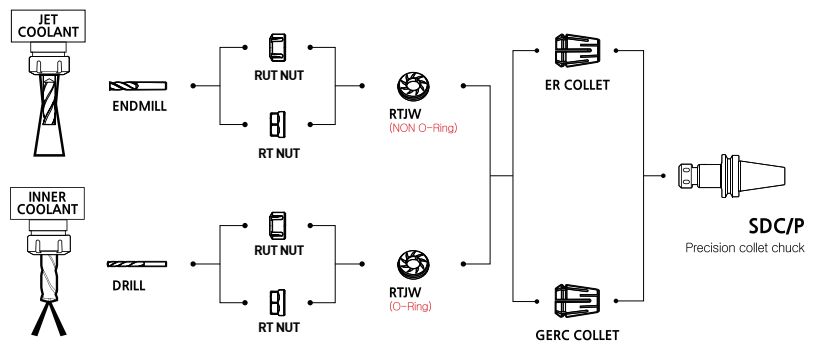 JET
COOLANT
ENDMILL
RUT NUT
RT NUT
RTJW
(NON O-Ring)
ER COLLET
SDC/P
Precision collet chuck
INNER
COOLANT
DRILL
RUT NUT
RT NUT
RTJW
(O-Ring)
GERC COLLET